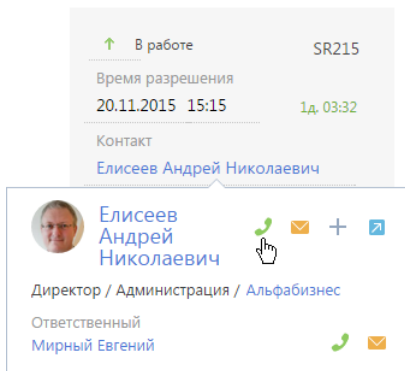 В работе SR215
Время разрешения
20.11.2015 15:15 1д. 03:32
Контакт
Елисеев Андрей Николаевич
Елисеев
Андрей
Николаевич
Директор / Администрация / Альфабизнес
Ответственный
Мирный Евгений